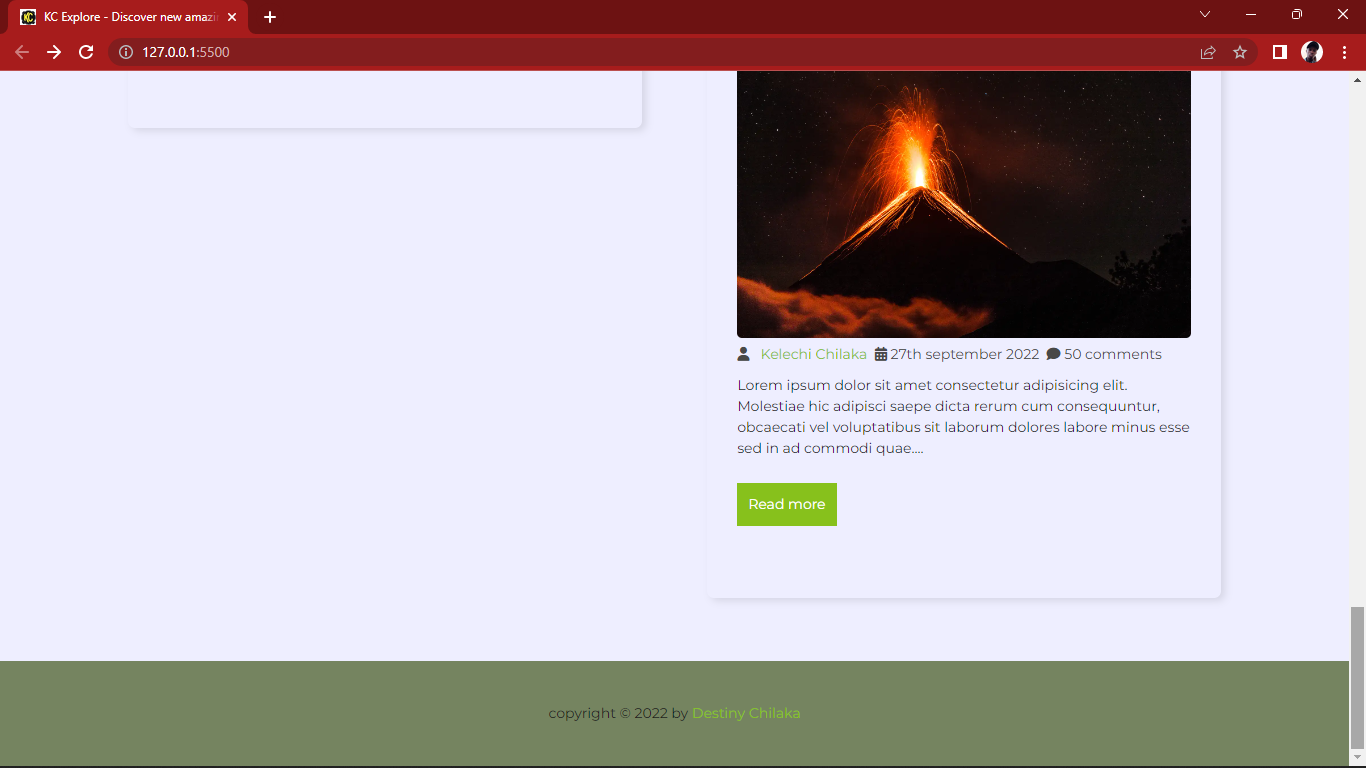 KC KC Explore - Discover new amazi
127.0.0.1:5500
Kelechi Chilaka 27th september 2022 50 comments
Lorem ipsum dolor sit amet consectetur adipisicing elit.
Molestiae hic adipisci saepe dicta rerum cum consequuntur,
obcaecati vel voluptatibus sit laborum dolores labore minus esse
sed in ad commodi quae....
Read more
copyright © 2022 by Destiny Chilaka